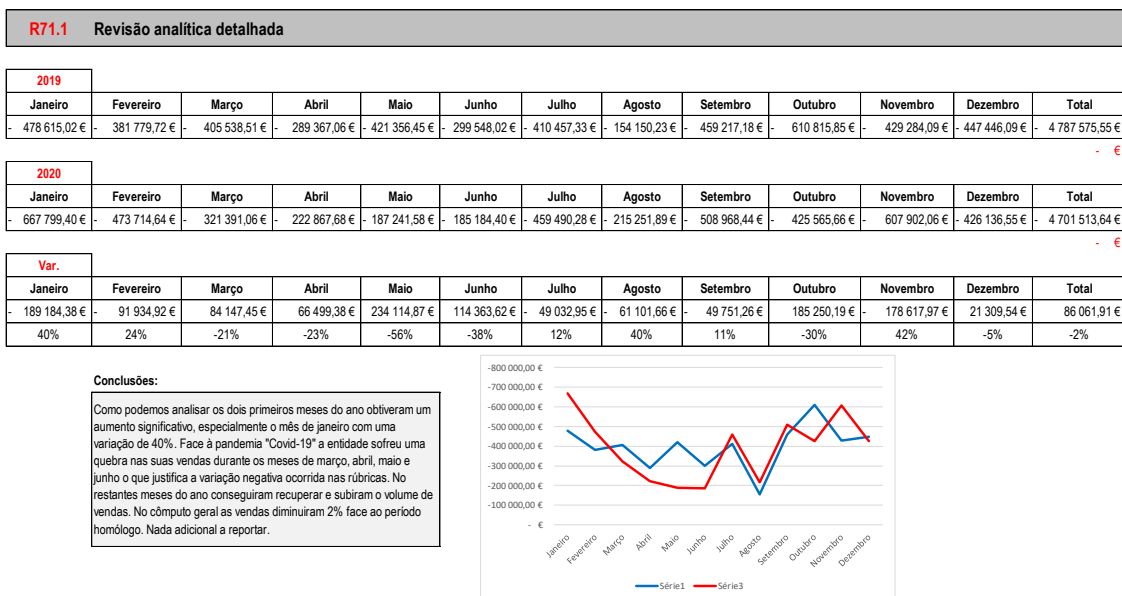 R71.1 Revisão analítica detalhada
2019
Janeiro Fevereiro Março Abril Maio Junho Julho Agosto Setembro Outubro Novembro Dezembro Total
- 478 615,02 € - 381 779,72 € - 405 538,51 € - 289 367,06 € - 421 356,45 € - 299 548,02 € - 410 457,33 € - 154 150,23 € - 459 217,18 € - 610 815,85 € - 429 284,09 € - 447 446,09 € - 4 787 575,55 €
- €
2020
Janeiro Fevereiro Março Abril Maio Junho Julho Agosto Setembro Outubro Novembro Dezembro Total
- 667 799,40 € - 473 714,64 € - 321 391,06 € - 222 867,68 € - 187 241,58 € - 185 184,40 € - 459 490,28 € - 215 251,89 € - 508 968,44 € - 425 565,66 € - 607 902,06 € - 426 136,55 € - 4 701 513,64 €
- €
Var.
Janeiro Fevereiro Março Abril Maio Junho Julho Agosto Setembro Outubro Novembro Dezembro Total
- 189 184,38 € - 91 934,92 € 84 147,45 € 66 499,38 € 234 114,87 € 114 363,62 € - 49 032,95 € - 61 101,66 € - 49 751,26 € 185 250,19 € - 178 617,97 € 21 309,54 € 86 061,91 €
40% 24% -21% -23% -56% -38% 12% 40% 11% -30% 42% -5% -2%
Conclusões:
Como podemos analisar os dois primeiros meses do ano obtiveram um
aumento significativo, especialmente o mês de janeiro com uma
variação de 40%. Face à pandemia "Covid-19" a entidade sofreu uma
quebra nas suas vendas durante os meses de março, abril, maio e
junho o que justifica a variação negativa ocorrida nas rúbricas. No
restantes meses do ano conseguiram recuperar e subiram o volume de
vendas. No cômputo geral as vendas diminuiram 2% face ao período
homólogo. Nada adicional a reportar.
-800 000,00 €
-700 000,00 €
-600 000,00 €
-500 000,00 €
-400 000,00 €
-300 000,00 €
-200 000,00 €
-100 000,00 €
- €
Janeiro Fevereiro Março Abril Maio Junho Julho Agosto Setembro Outubro Novembro Dezembro
Série1 Série3